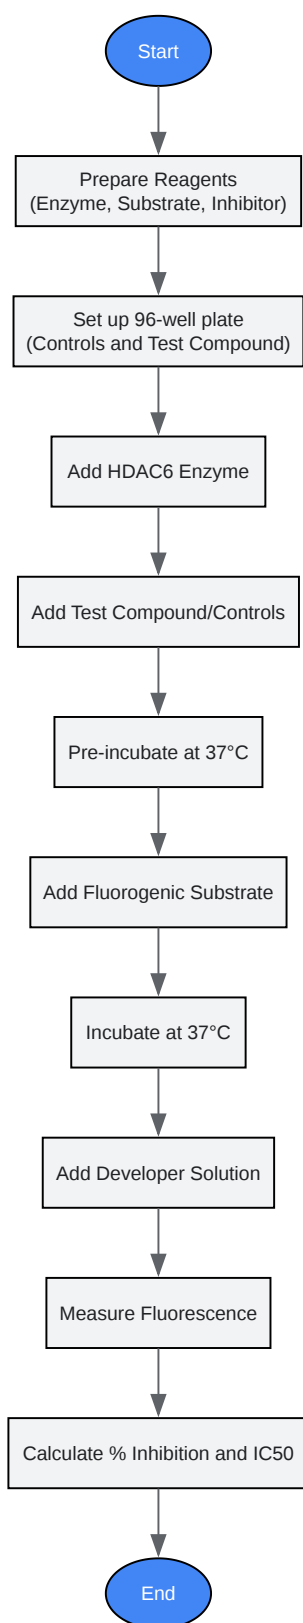 Start
Prepare Reagents
(Enzyme, Substrate, Inhibitor)
Set up 96-well plate
(Controls and Test Compound)
Add HDAC6 Enzyme
Add Test Compound/Controls
Pre-incubate at 37°C
Add Fluorogenic Substrate
Incubate at 37°C
Add Developer Solution
Measure Fluorescence
Calculate % Inhibition and IC50
End